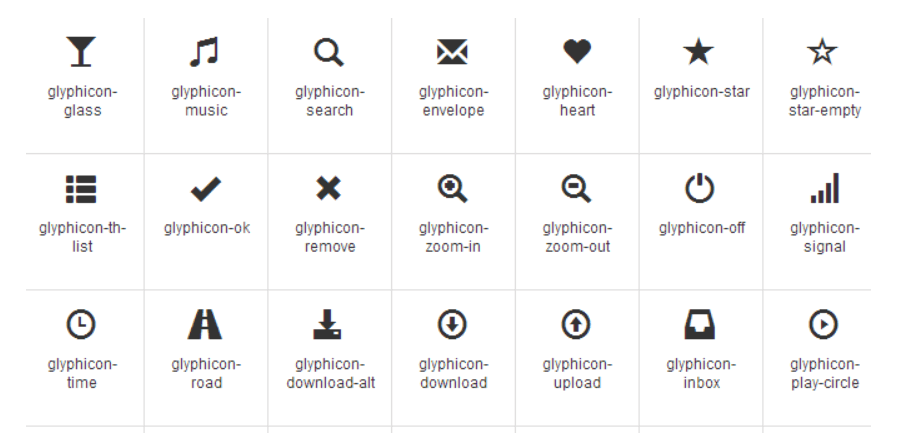 glyphicon-
glass
glyphicon-
music
glyphicon-
search
glyphicon-
envelope
glyphicon-
heart
glyphicon-star
glyphicon-
star-empty
glyphicon-th-
list
glyphicon-ok
glyphicon-
remove
glyphicon-
zoom-in
glyphicon-
zoom-out
glyphicon-off
glyphicon-
signal
glyphicon-
time
glyphicon-
road
glyphicon-
download-alt
glyphicon-
download
glyphicon-
upload
glyphicon-
inbox
glyphicon-
play-circle